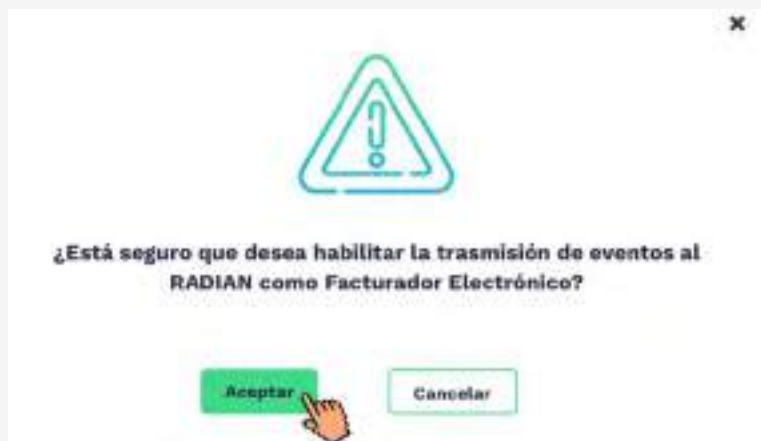 ¿Está seguro que desea habilitar la trasmisión de eventos al
RADIAN como Facturador Electrónico?
Aceptar
Cancelar